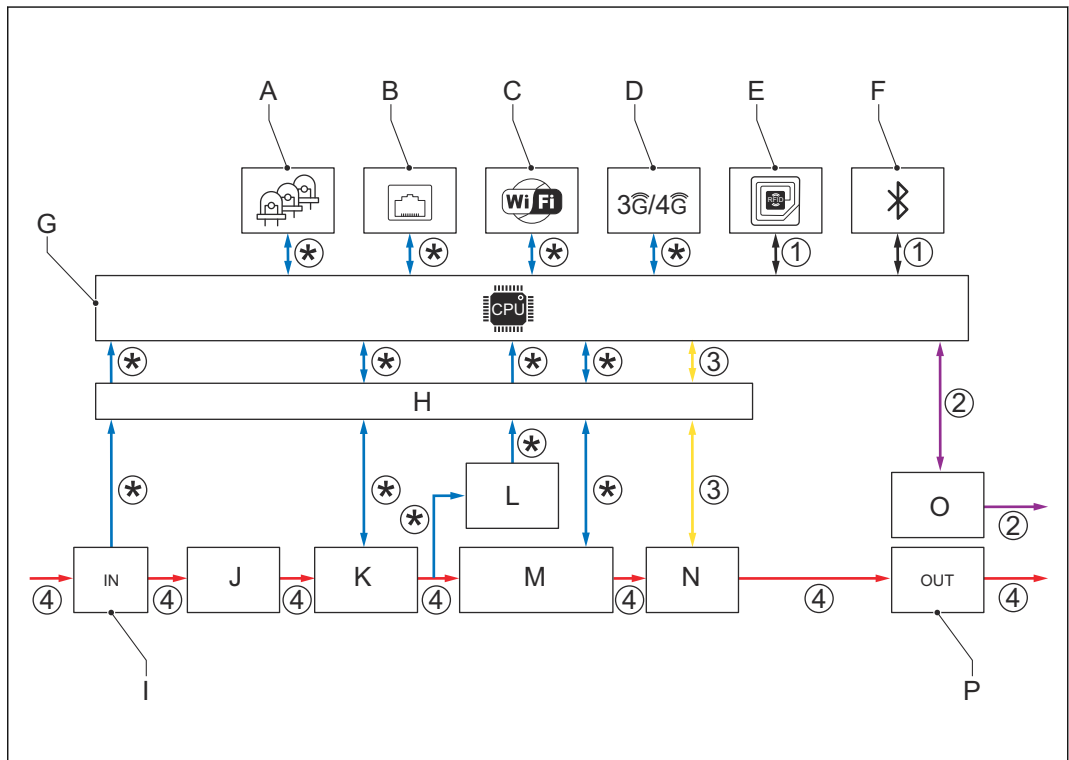 A B C D E F
Wi Fi 3G/4G RFID
* * * * 1 1
G
CPU
* * * * 3
H
2
* * * * 3
*
L
O
2
IN J K M N OUT
4 4 4 4 4 4 4
I P